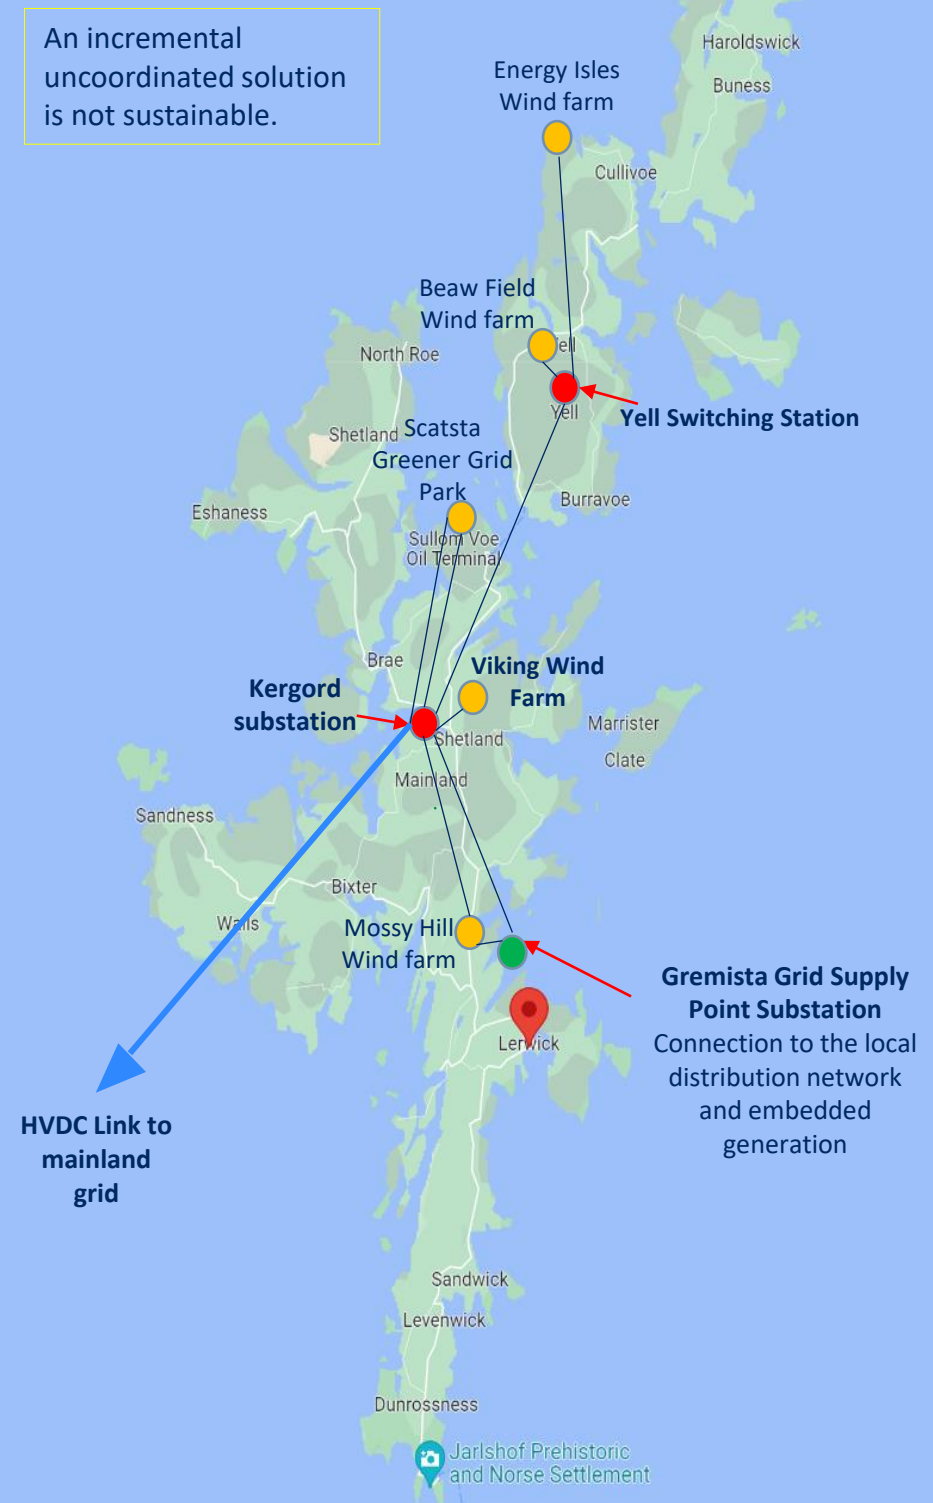 An incremental
uncoordinated solution
is not sustainable.
Haroldswick
Energy Isles
Wind farm
Buness
Cullivoe
Beaw Field
Wind farm
Yell
North Roe
Yell
Yell Switching Station
Shetland
Scatsta
Greener Grid
Park
Burravoe
Eshaness
Sullom Voe
Oil Terminal
Brae
Viking Wind
Farm
Kergord
substation
Marrister
Shetland
Clate
Mainland
Sandness
Bixter
Walls
Mossy Hill
Wind farm
Gremista Grid Supply
Point Substation
Connection to the local
distribution network
and embedded
generation
Lerwick
HVDC Link to
mainland
grid
Sandwick
Levenwick
Dunrossness
Jarlshof Prehistoric
and Norse Settlement